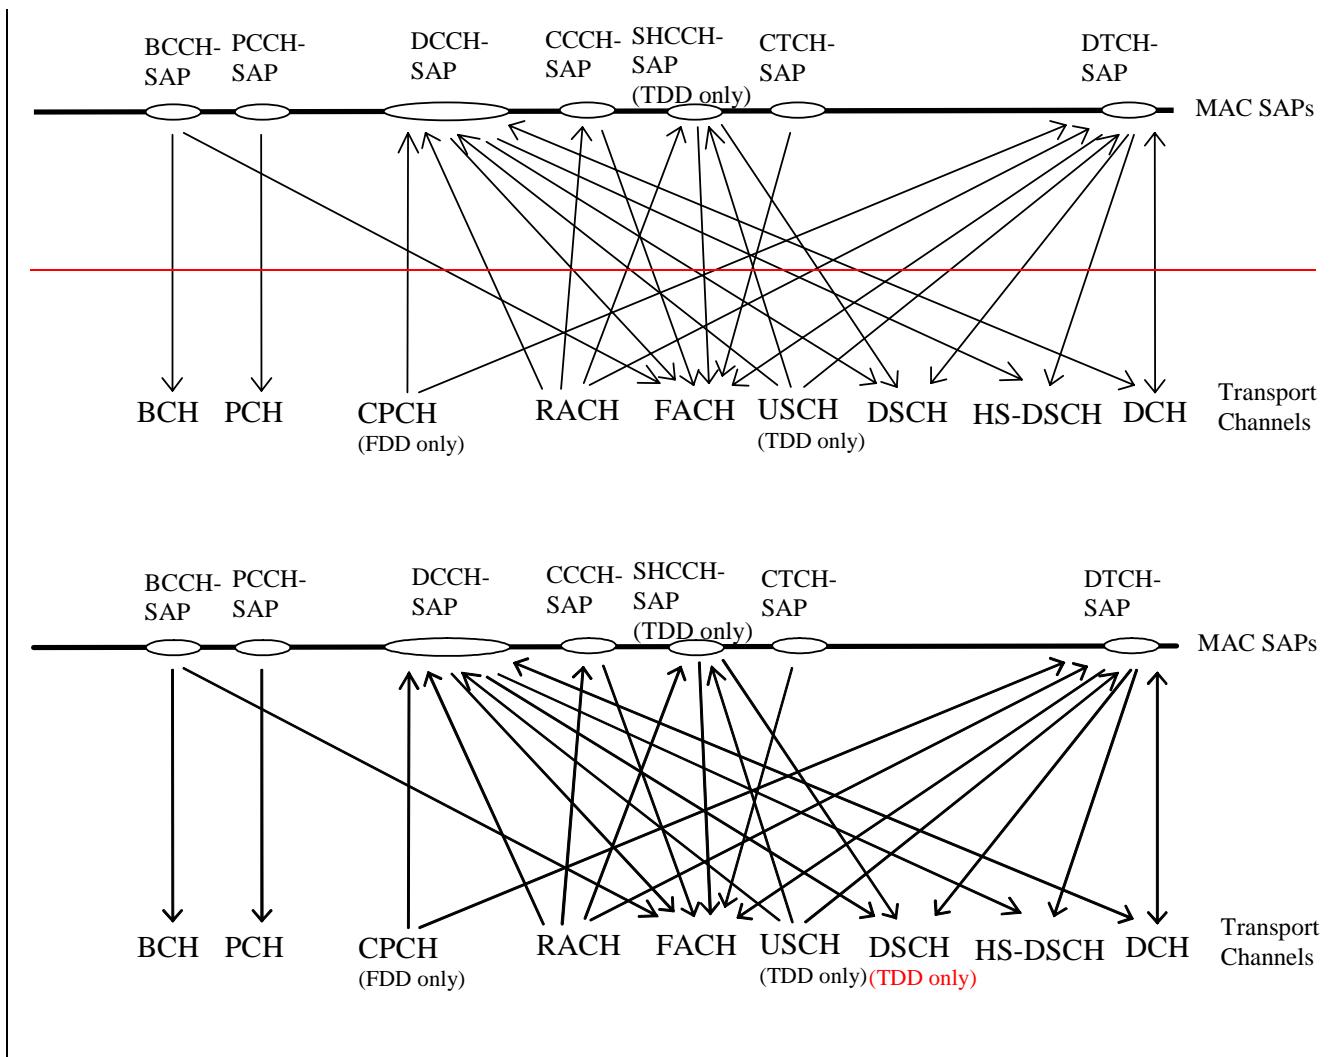 BCCH-
SAP
PCCH-
SAP
DCCH-
SAP
CCCH-
SAP
SHCCH-
SAP
(TDD only)
CTCH-
SAP
DTCH-
SAP
MAC SAPs
BCH
PCH
CPCH
(FDD only)
RACH
FACH
USCH
(TDD only)
DSCH
HS-DSCH
DCH
Transport
Channels
BCCH-
SAP
PCCH-
SAP
DCCH-
SAP
CCCH-
SAP
SHCCH-
SAP
(TDD only)
CTCH-
SAP
DTCH-
SAP
MAC SAPs
BCH
PCH
CPCH
(FDD only)
RACH
FACH
USCH
(TDD only)
DSCH
(TDD only)
HS-DSCH
DCH
Transport
Channels